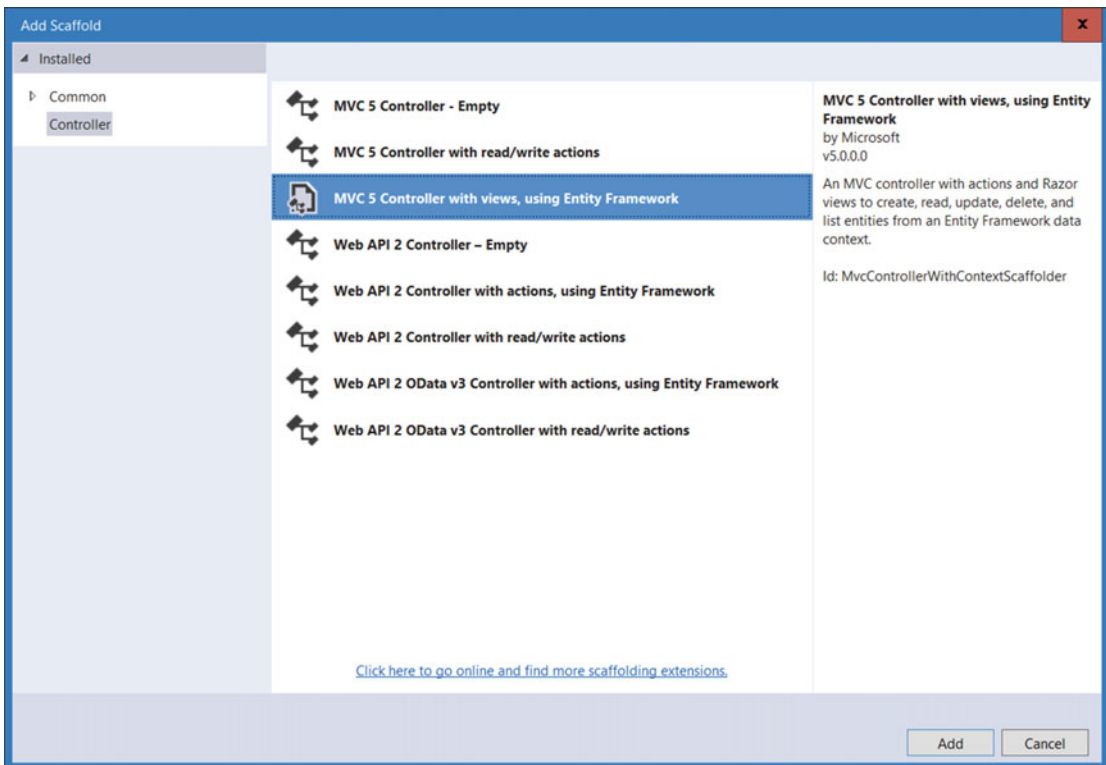 Add Scaffold
x
Installed
Common
Controller
MVC 5 Controller - Empty
MVC 5 Controller with read/write actions
MVC 5 Controller with views, using Entity Framework
Web API 2 Controller – Empty
Web API 2 Controller with actions, using Entity Framework
Web API 2 Controller with read/write actions
Web API 2 OData v3 Controller with actions, using Entity Framework
Web API 2 OData v3 Controller with read/write actions
Click here to go online and find more scaffolding extensions.
MVC 5 Controller with views, using Entity
Framework
by Microsoft
v5.0.0.0
An MVC controller with actions and Razor
views to create, read, update, delete, and
list entities from an Entity Framework data
context.
Id: MvcControllerWithContextScaffolder
Add
Cancel